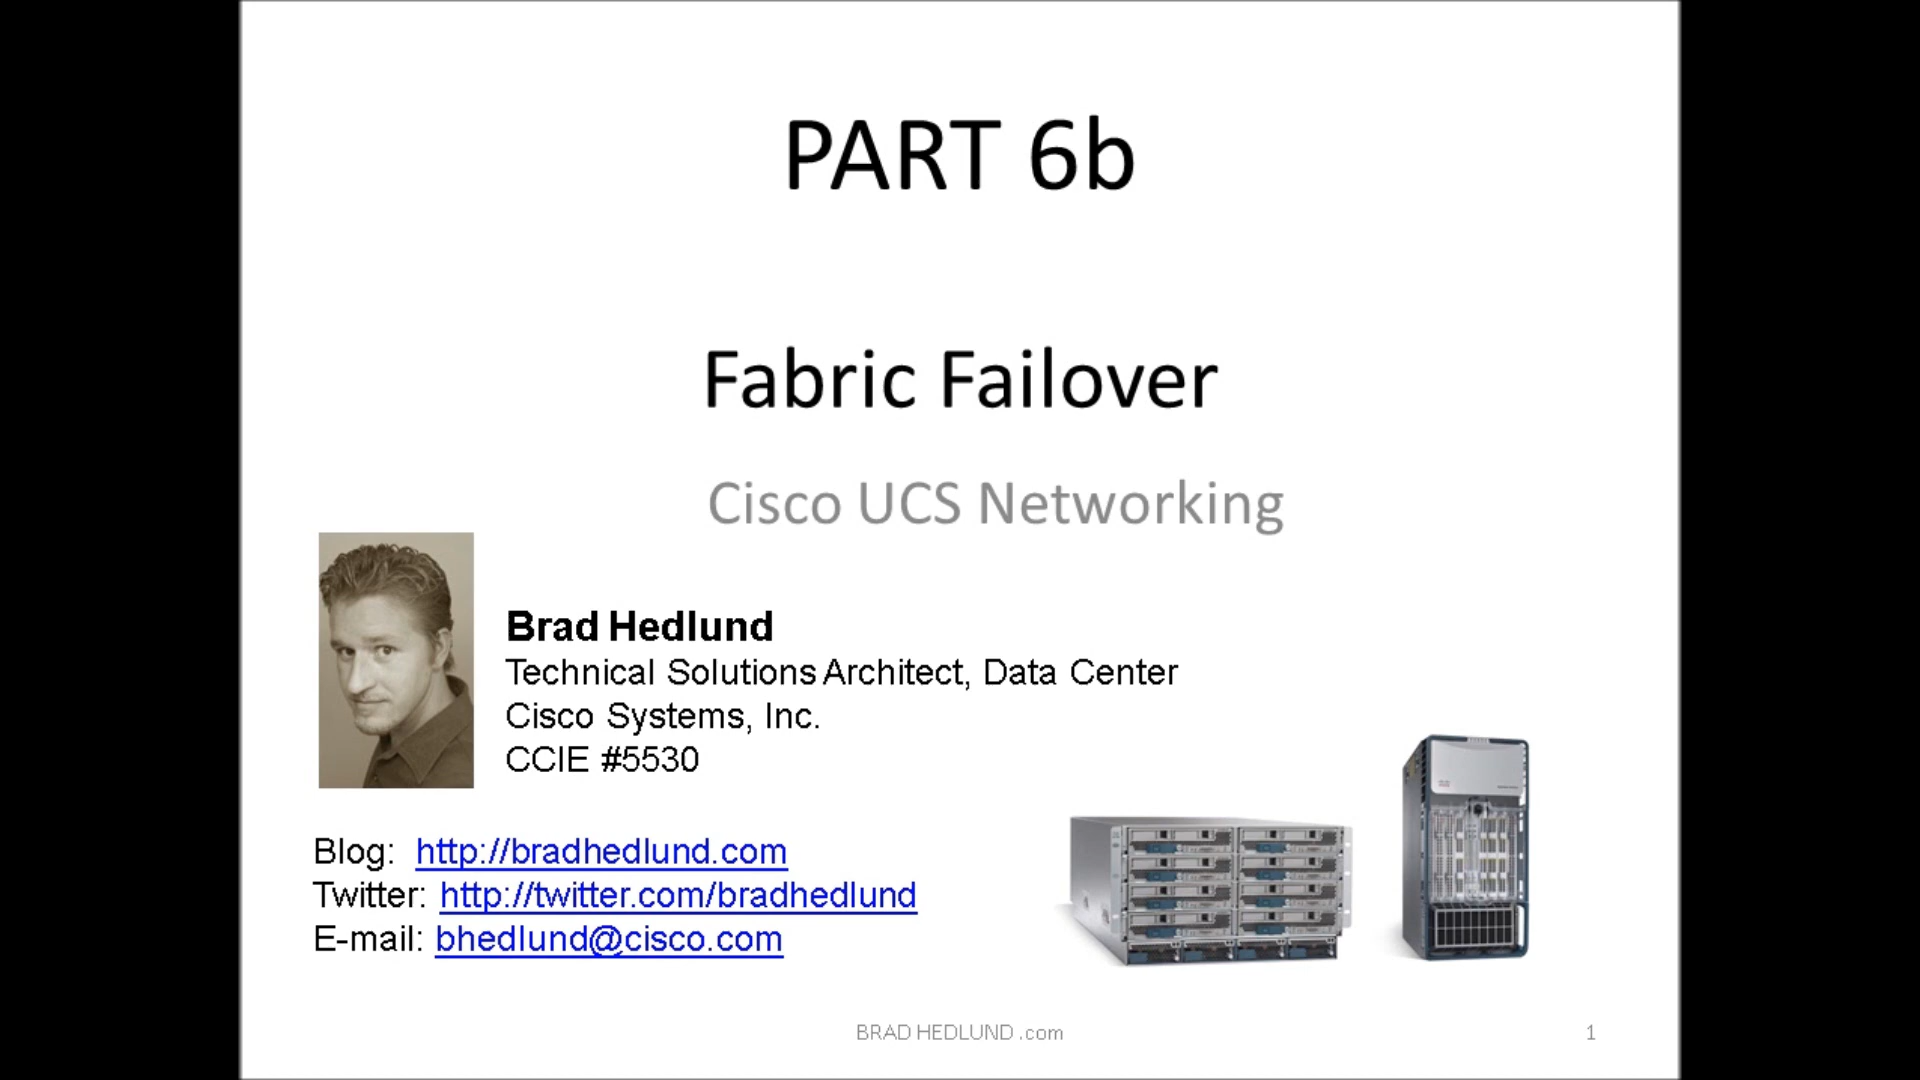 PART 6b
Fabric Failover
Cisco UCS Networking
Brad Hedlund
Technical Solutions Architect, Data Center
Cisco Systems, Inc.
CCIE #5530
Blog: http://bradhedlund.com
Twitter: http://twitter.com/bradhedlund
E-mail: bhedlund@cisco.com
BRAD HEDLUND .com
1